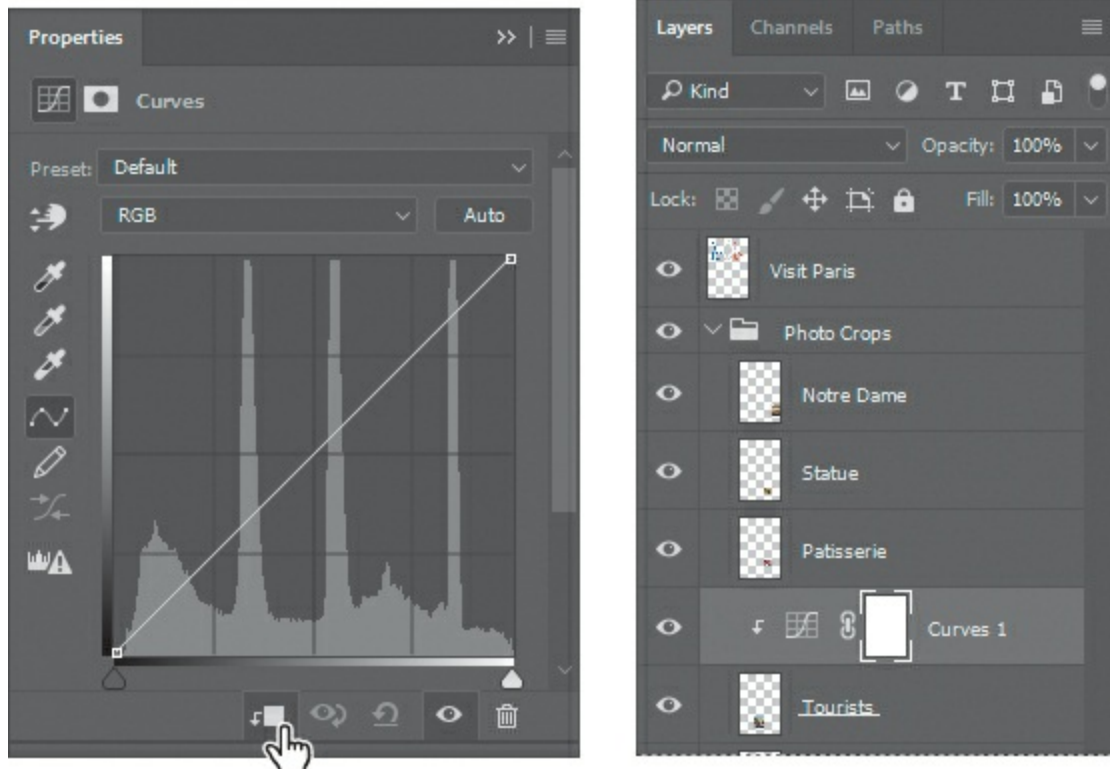 Properties
Curves
Preset: Default
RGB Auto
Layers Channels Paths
Kind
Normal Opacity: 100%
Lock: Fill: 100%
Visit Paris
Photo Crops
Notre Dame
Statue
Patisserie
Curves 1
Tourists